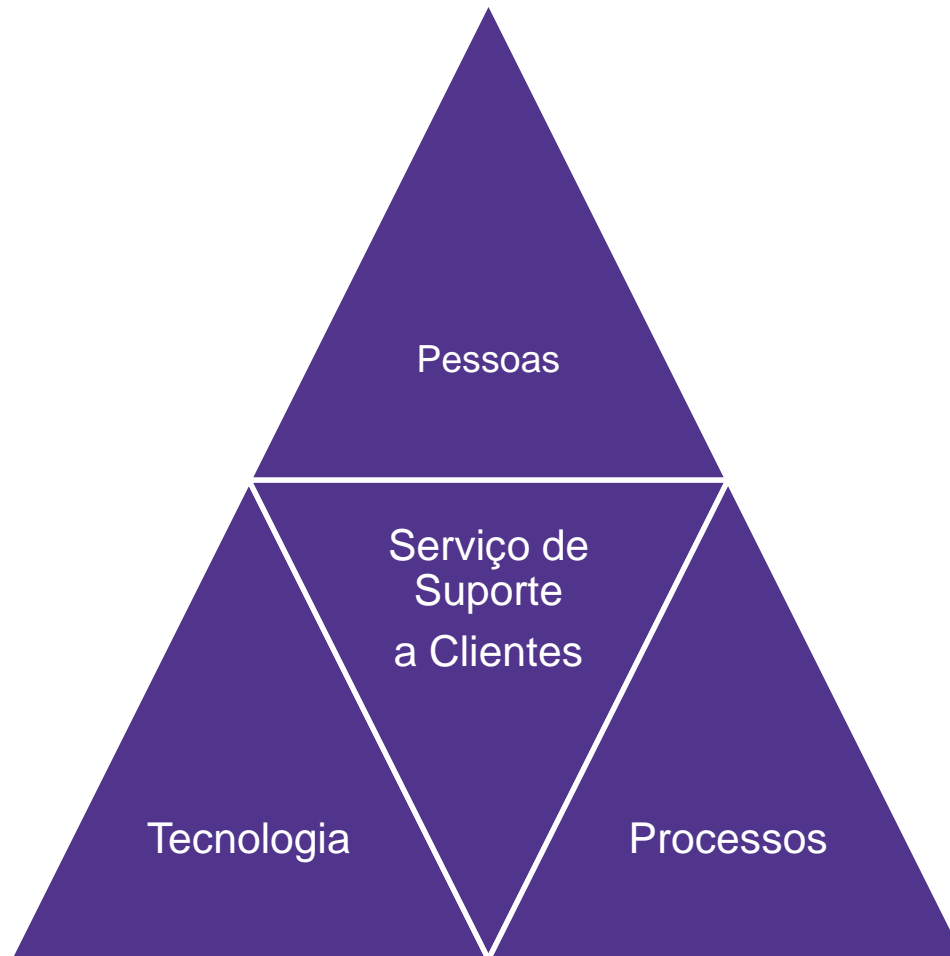 Pessoas
Serviço de
Suporte
a Clientes
Tecnologia
Processos